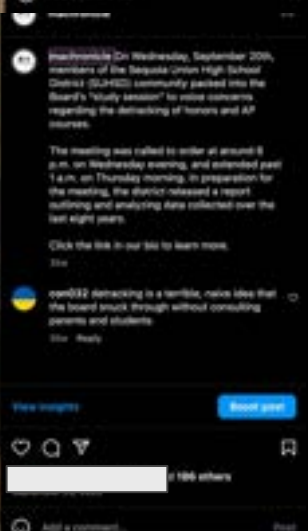 machronicle
machronicle On Wednesday, September 20th,
members of the Sequoia Union High School
District (SUHSD) community packed into the
Board's "study session" to voice concerns
regarding the detracking of honors and AP
courses.
The meeting was called to order at around 6
p.m. on Wednesday evening, and extended past
1 a.m. on Thursday morning. In preparation for
the meeting, the district released a report
outlining and analyzing data collected over the
last eight years.
Click the link in our bio to learn more.
detracking is a terrible, naive idea that
the board snuck through without consulting
parents and students
Reply
View insights
Boost post
186 others
Add a comment...
Post